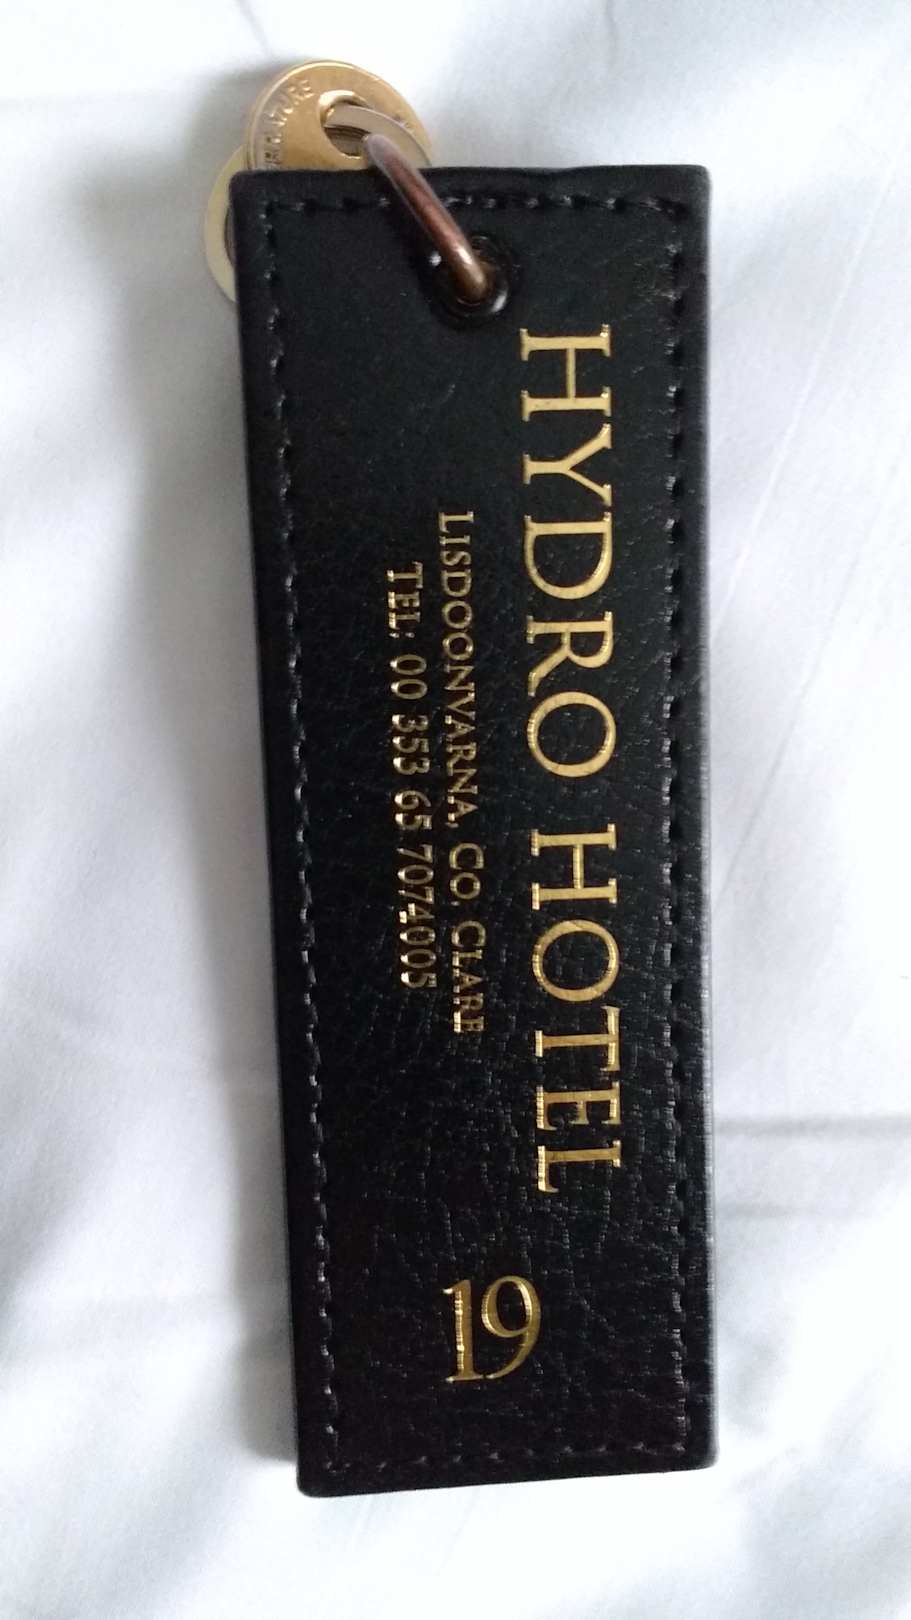 HYDRO HOTEL
LISDOONVARNA, CO. CLARE
TEL: 00 353 65 7074005
19